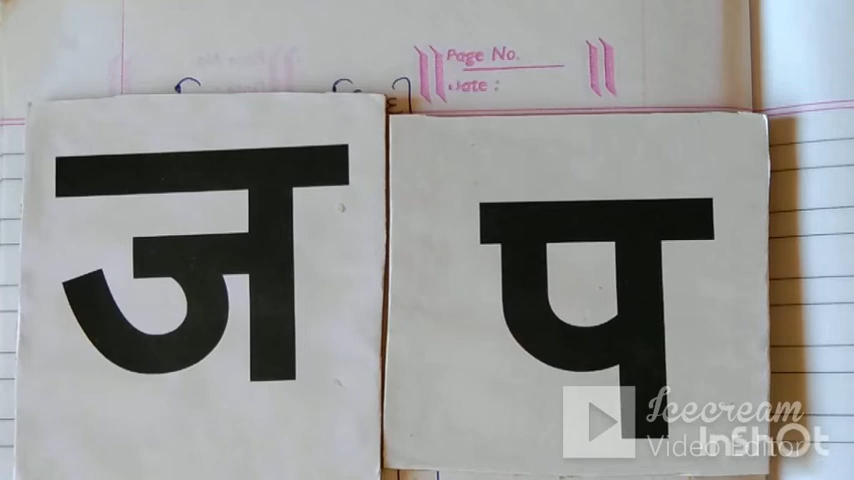 Page No.
Date :
ज प
Icecream
Video Editor
InShOt